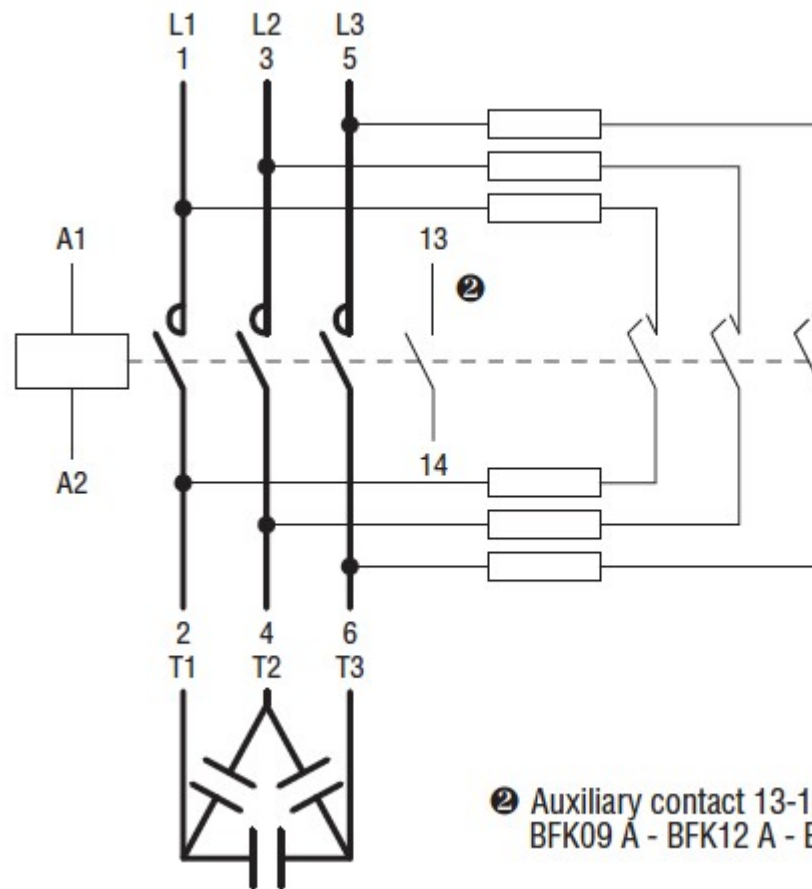 L1 L2 L3
1 3 5
A1 13
❷
A2 14
2 4 6
T1 T2 T3
❷ Auxiliary contact 13-1
BFK09 A - BFK12 A -